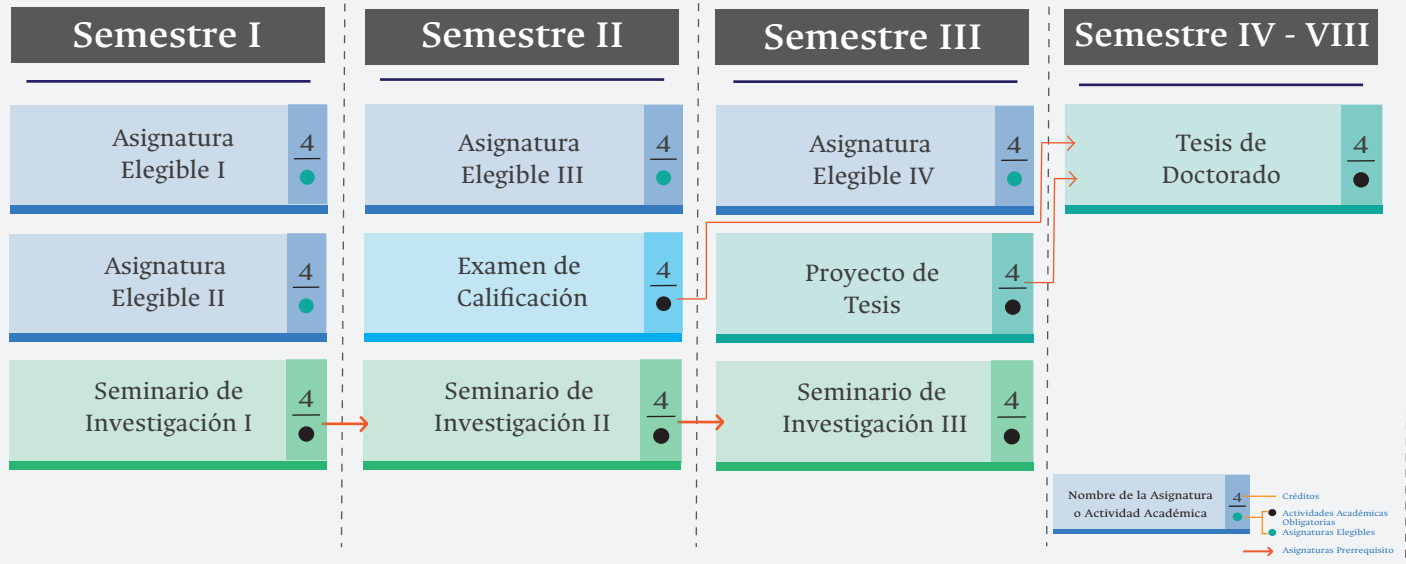 Semestre I
Semestre II
Semestre III
Semestre IV - VIII
Asignatura
Elegible I
4
Asignatura
Elegible III
4
Asignatura
Elegible IV
4
Tesis de
Doctorado
4
Asignatura
Elegible II
4
Examen de
Calificación
4
Proyecto de
Tesis
4
Seminario de
Investigación I
4
Seminario de
Investigación II
4
Seminario de
Investigación III
4
Nombre de la Asignatura
o Actividad Académica
4
Créditos
Actividades Académicas
Obligatorias
Asignaturas Elegibles
Asignaturas Prerrequisito